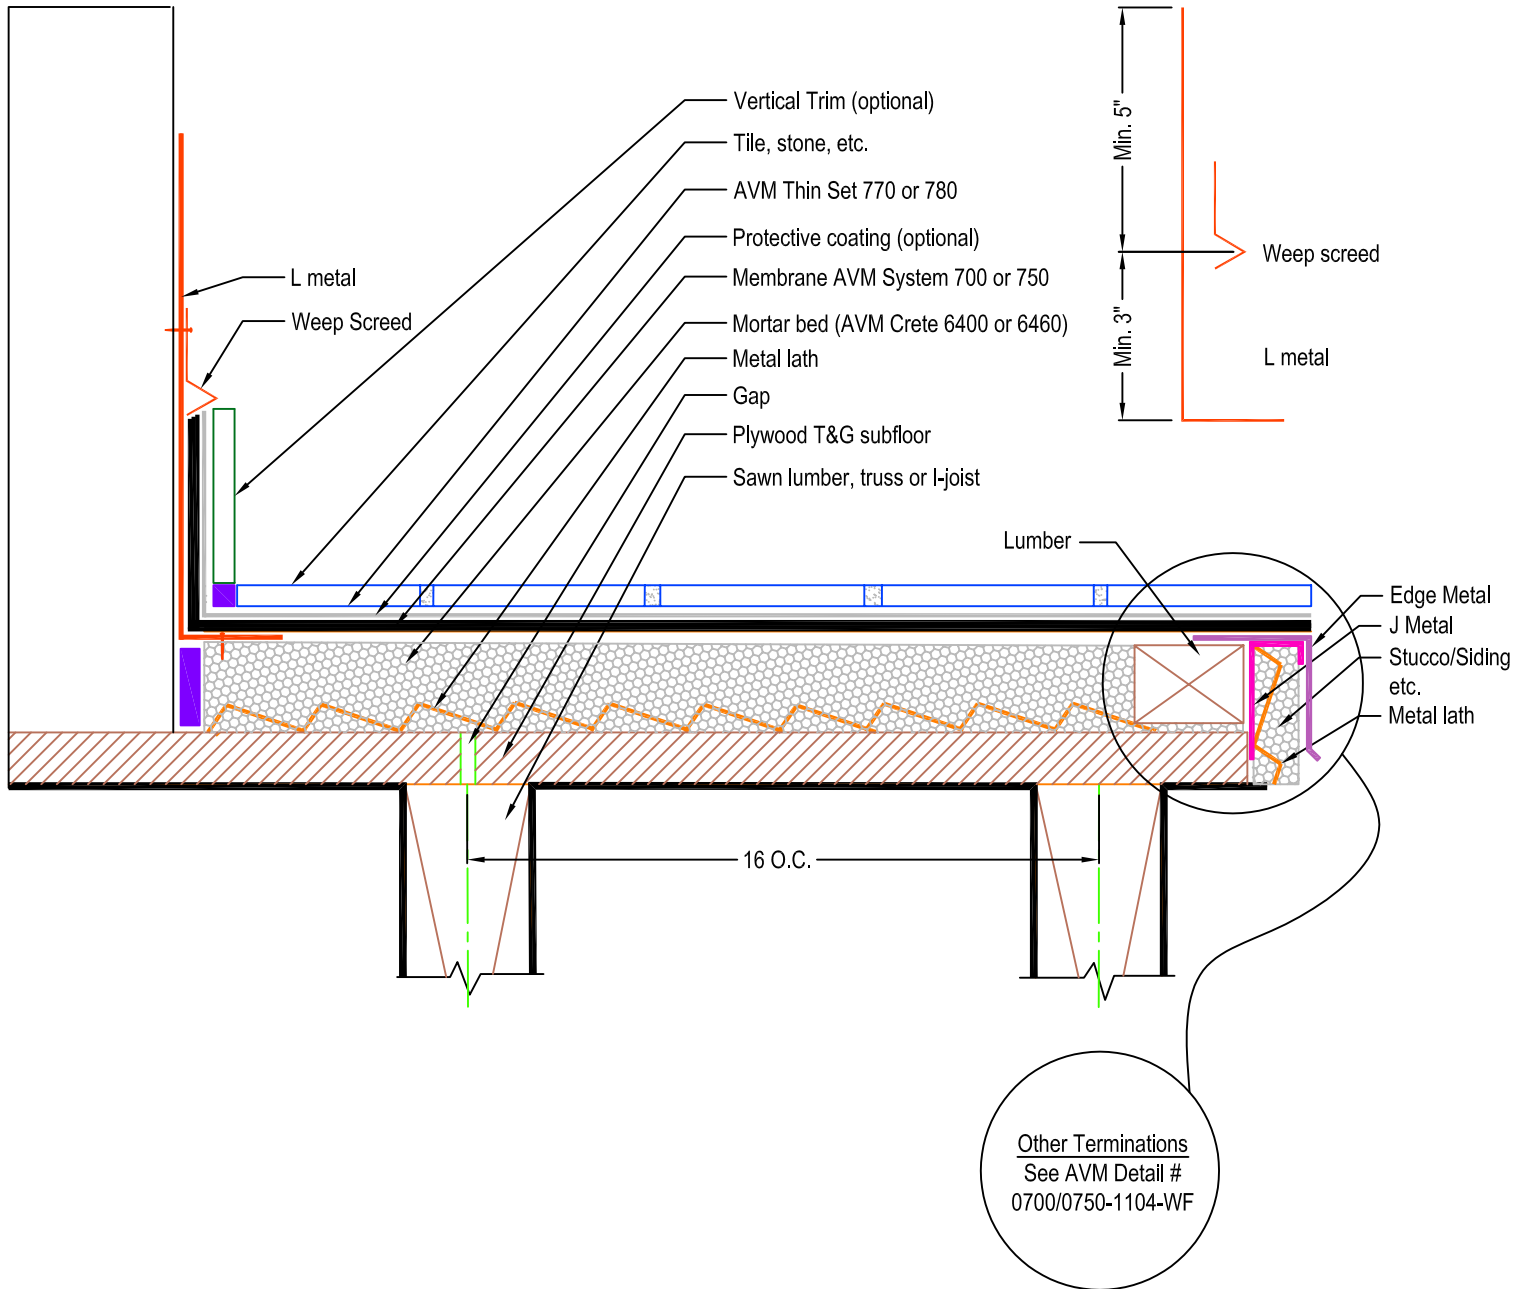 Vertical Trim (optional)
Tile, stone, etc.
AVM Thin Set 770 or 780
Protective coating (optional)
Membrane AVM System 700 or 750
Mortar bed (AVM Crete 6400 or 6460)
Metal lath
Gap
Plywood T&G subfloor
Sawn lumber, truss or I-joist
L metal
Weep Screed
Min. 5"
Min. 3"
Weep screed
L metal
Lumber
Edge Metal
J Metal
Stucco/Siding
etc.
Metal lath
16 O.C.
Other Terminations
See AVM Detail #
0700/0750-1104-WF